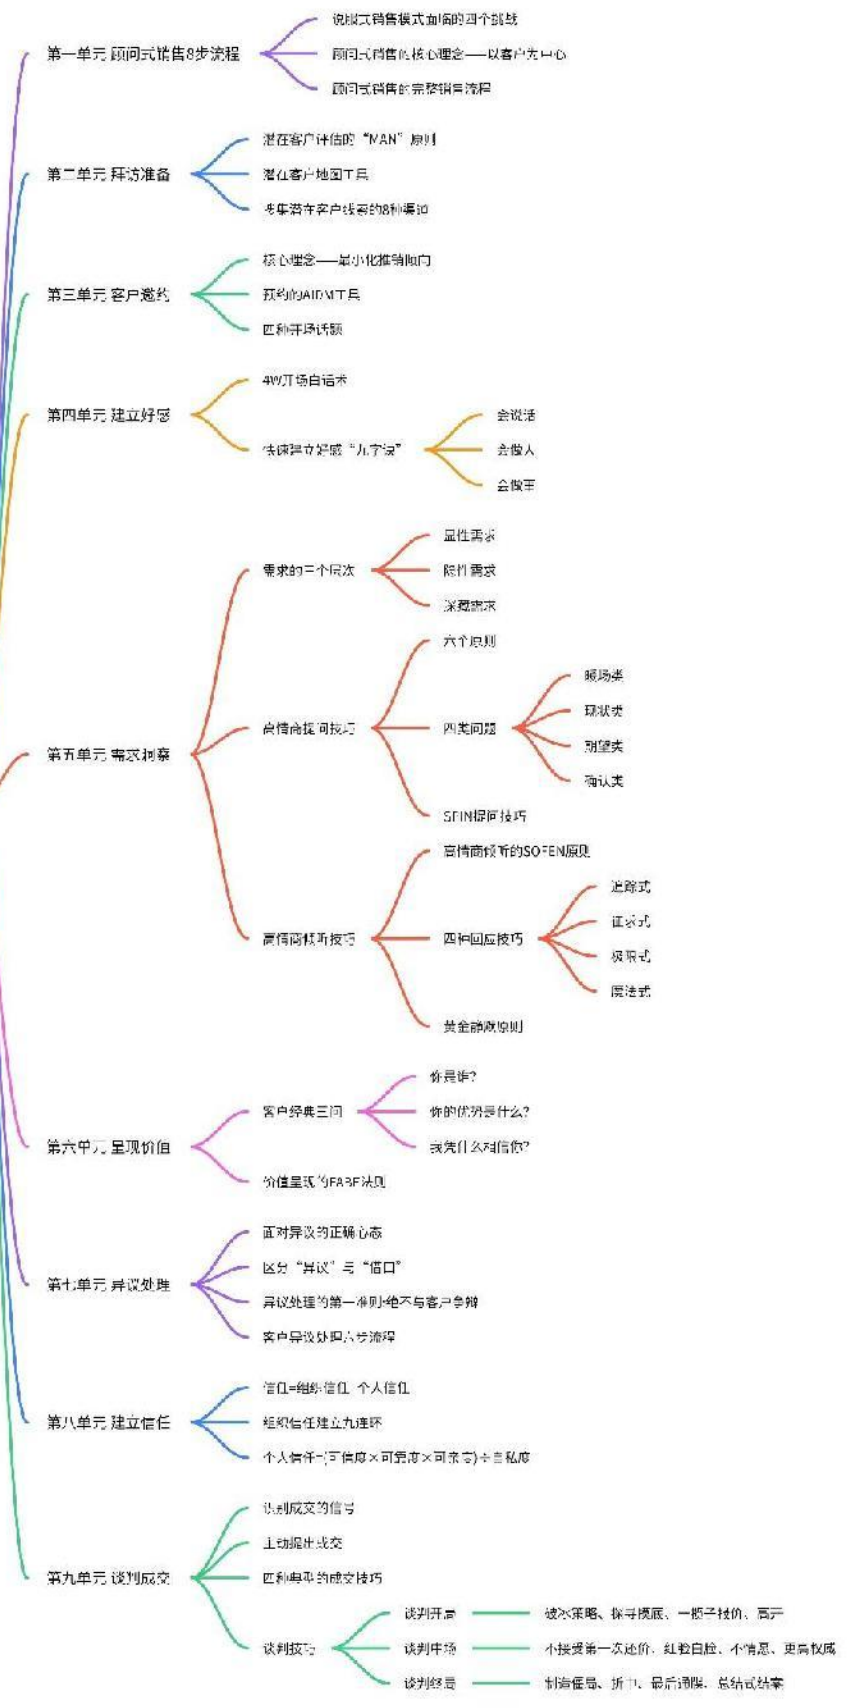 说服式销售模式面临的四个挑战
第一单元 顾问式销售8步流程
顾问式销售的核心理念——以客户为中心
顾问式销售的完整销售流程
潜在客户评估的“MAN”原则
第二单元 拜访准备
潜在客户地图工具
搜集潜在客户线索的8种渠道
核心理念——最小化推销倾向
第三单元 客户邀约
预约的AIDM工具
四种开场话题
4W开场白话术
第四单元 建立好感
快速建立好感“九字诀”
会说话
会做人
会做事
第五单元 需求洞察
需求的三个层次
显性需求
隐性需求
深藏需求
高情商提问技巧
六个原则
四类问题
暖场类
现状类
期望类
确认类
SPIN提问技巧
高情商倾听技巧
高情商倾听的SOFEN原则
四种回应技巧
追踪式
证求式
极限式
魔法式
黄金静默原则
第六单元 呈现价值
客户经典三问
你是谁?
你的优势是什么?
我凭什么相信你?
价值呈现的FABE法则
面对异议的正确心态
区分“异议”与“借口”
第七单元 异议处理
异议处理的第一准则-绝不与客户争辩
客户异议处理六步流程
信任=组织信任 个人信任
第八单元 建立信任
组织信任建立九连环
个人信任=(可信度×可靠度×可亲度)÷自私度
识别成交的信号
主动提出成交
第九单元 谈判成交
四种典型的成交技巧
谈判技巧
谈判开局
破冰策略、探寻摸底、一揽子报价、高开
谈判中场
不接受第一次还价、红脸白脸、不情愿、更高权威
谈判终局
制造僵局、折中、最后通牒、总结式结案